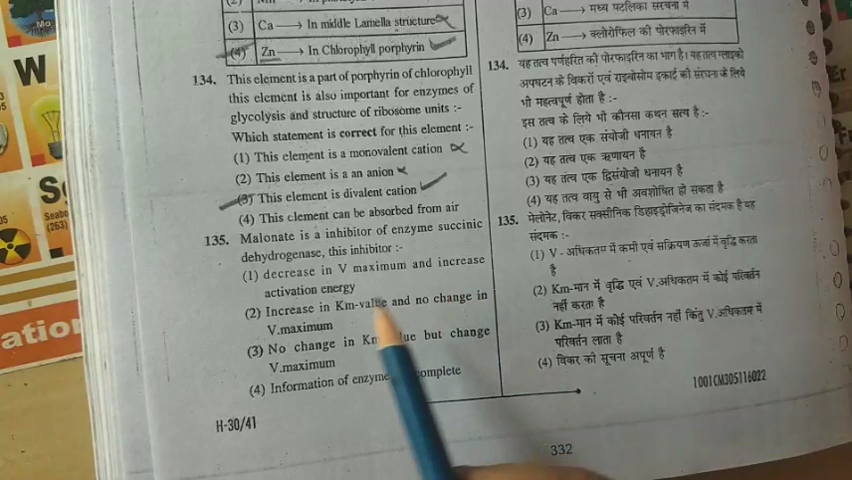 Mo
W
S
Seabo
(263)
ation
(3) Ca ⟶ In middle Lamella structure
(4) Zn ⟶ In Chlorophyll porphyrin
134. This element is a part of porphyrin of chlorophyll
this element is also important for enzymes of
glycolysis and structure of ribosome units :-
Which statement is correct for this element :-
(1) This element is a monovalent cation
(2) This element is a an anion
(3) This element is divalent cation
(4) This element can be absorbed from air
135. Malonate is a inhibitor of enzyme succinic
dehydrogenase, this inhibitor :-
(1) decrease in V maximum and increase
activation energy
(2) Increase in Km-value and no change in
V.maximum
(3) No change in Km but change
V.maximum
(4) Information of enzyme
H-30/41
(3) Ca ⟶ मध्य पटलिका संरचना में
(4) Zn ⟶ क्लोरोफिल की पोरफाइरिन में
134. यह तत्व पर्णहरित की पोरफाइरिन का भाग है। यह तत्व ग्लाइको
अपघटन के विकरों एवं राइबोसोम इकाई की संरचना के लिये
भी महत्वपूर्ण होता है :-
इस तत्व के लिये भी कौनसा कथन सत्य है :-
(1) यह तत्व एक संयोजी धनायन है
(2) यह तत्व एक ऋणायन है
(3) यह तत्व एक द्विसंयोजी धनायन है
(4) यह तत्व वायु से भी अवशोषित हो सकता है
135. मेलोनेट, विकर सक्सीनिक डिहाइड्रोजिनेज का संदमक है यह
संदमक :-
(1) V - अधिकतम में कमी एवं सक्रियण ऊर्जा में वृद्धि करता
है
(2) Km-मान में वृद्धि एवं V.अधिकतम में कोई परिवर्तन
नहीं करता है
(3) Km-मान में कोई परिवर्तन नहीं किंतु V.अधिकतम में
परिवर्तन लाता है
(4) विकर की सूचना अपूर्ण है
1001CM305116022
332